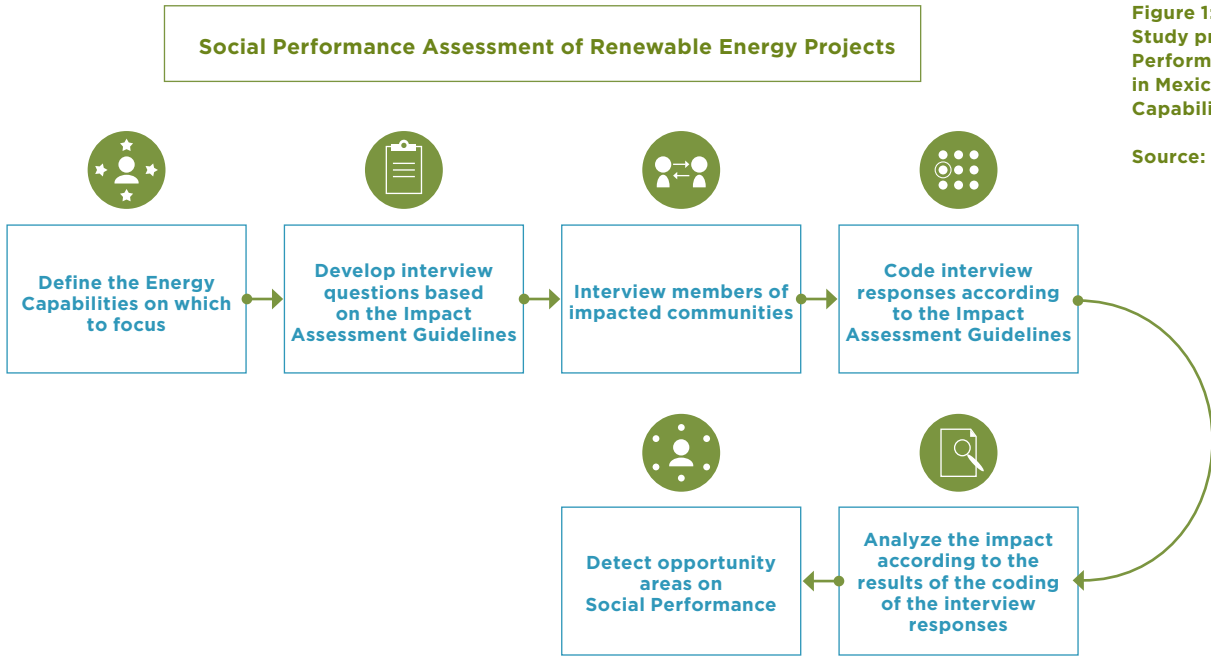 Social Performance Assessment of Renewable Energy Projects
Figure 1:
Study
Perform
in Mexic
Capabili
Source:
Define the Energy
Capabilities on which
to focus
Develop interview
questions based
on the Impact
Assessment Guidelines
Interview members of
impacted communities
Code interview
responses according
to the Impact
Assessment Guidelines
Detect opportunity
areas on
Social Performance
Analyze the impact
according to the
results of the coding
of the interview
responses